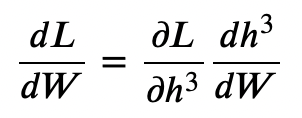 dL/dW = ∂L/∂h³ dh³/dW